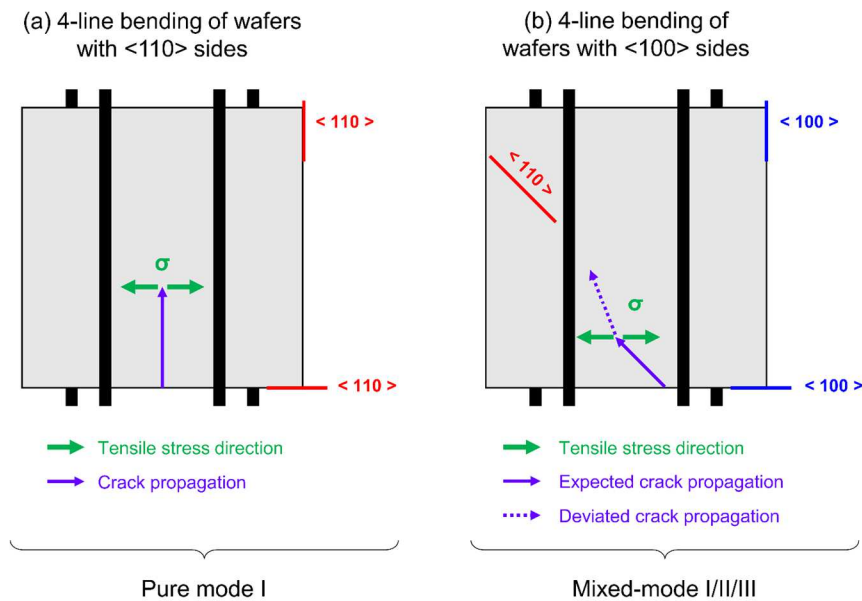 (a) 4-line bending of wafers
with <110> sides
< 110 >
σ
< 110 >
Tensile stress direction
Crack propagation
Pure mode I
(b) 4-line bending of
wafers with <100> sides
< 100 >
< 110 >
σ
< 100 >
Tensile stress direction
Expected crack propagation
Deviated crack propagation
Mixed-mode I/II/III